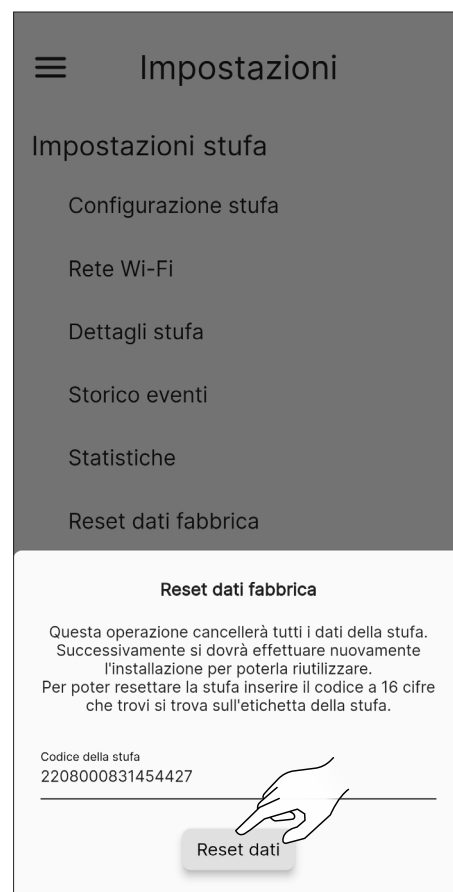 Impostazioni
Impostazioni stufa
Configurazione stufa
Rete Wi-Fi
Dettagli stufa
Storico eventi
Statistiche
Reset dati fabbrica
Reset dati fabbrica
Questa operazione cancellerà tutti i dati della stufa.
Successivamente si dovrà effettuare nuovamente
l'installazione per poterla riutilizzare.
Per poter resettare la stufa inserire il codice a 16 cifre
che trovi si trova sull'etichetta della stufa.
Codice della stufa
2208000831454427
Reset dati